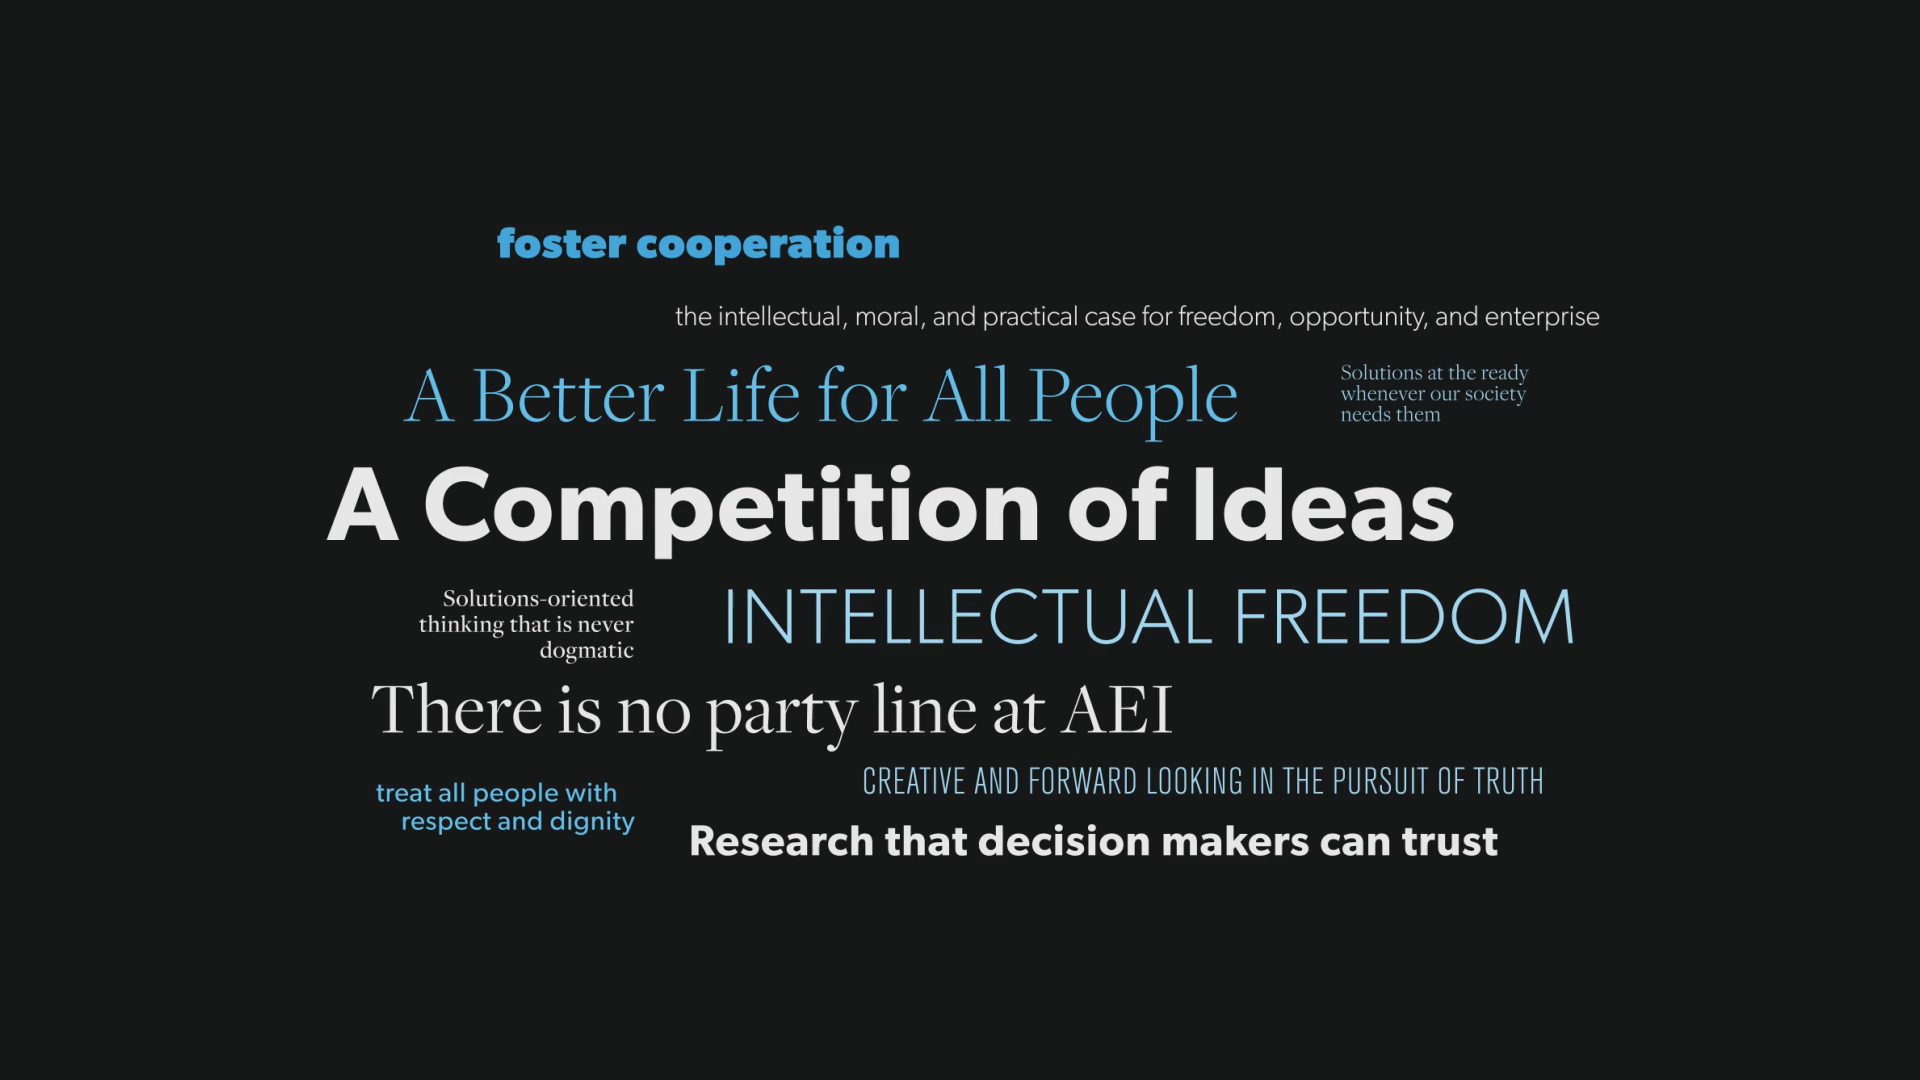 foster cooperation
the intellectual, moral, and practical case for freedom, opportunity, and enterprise
A Better Life for All People
Solutions at the ready
whenever our society
needs them
A Competition of Ideas
Solutions-oriented
thinking that is never
dogmatic
INTELLECTUAL FREEDOM
There is no party line at AEI
CREATIVE AND FORWARD LOOKING IN THE PURSUIT OF TRUTH
treat all people with
respect and dignity
Research that decision makers can trust